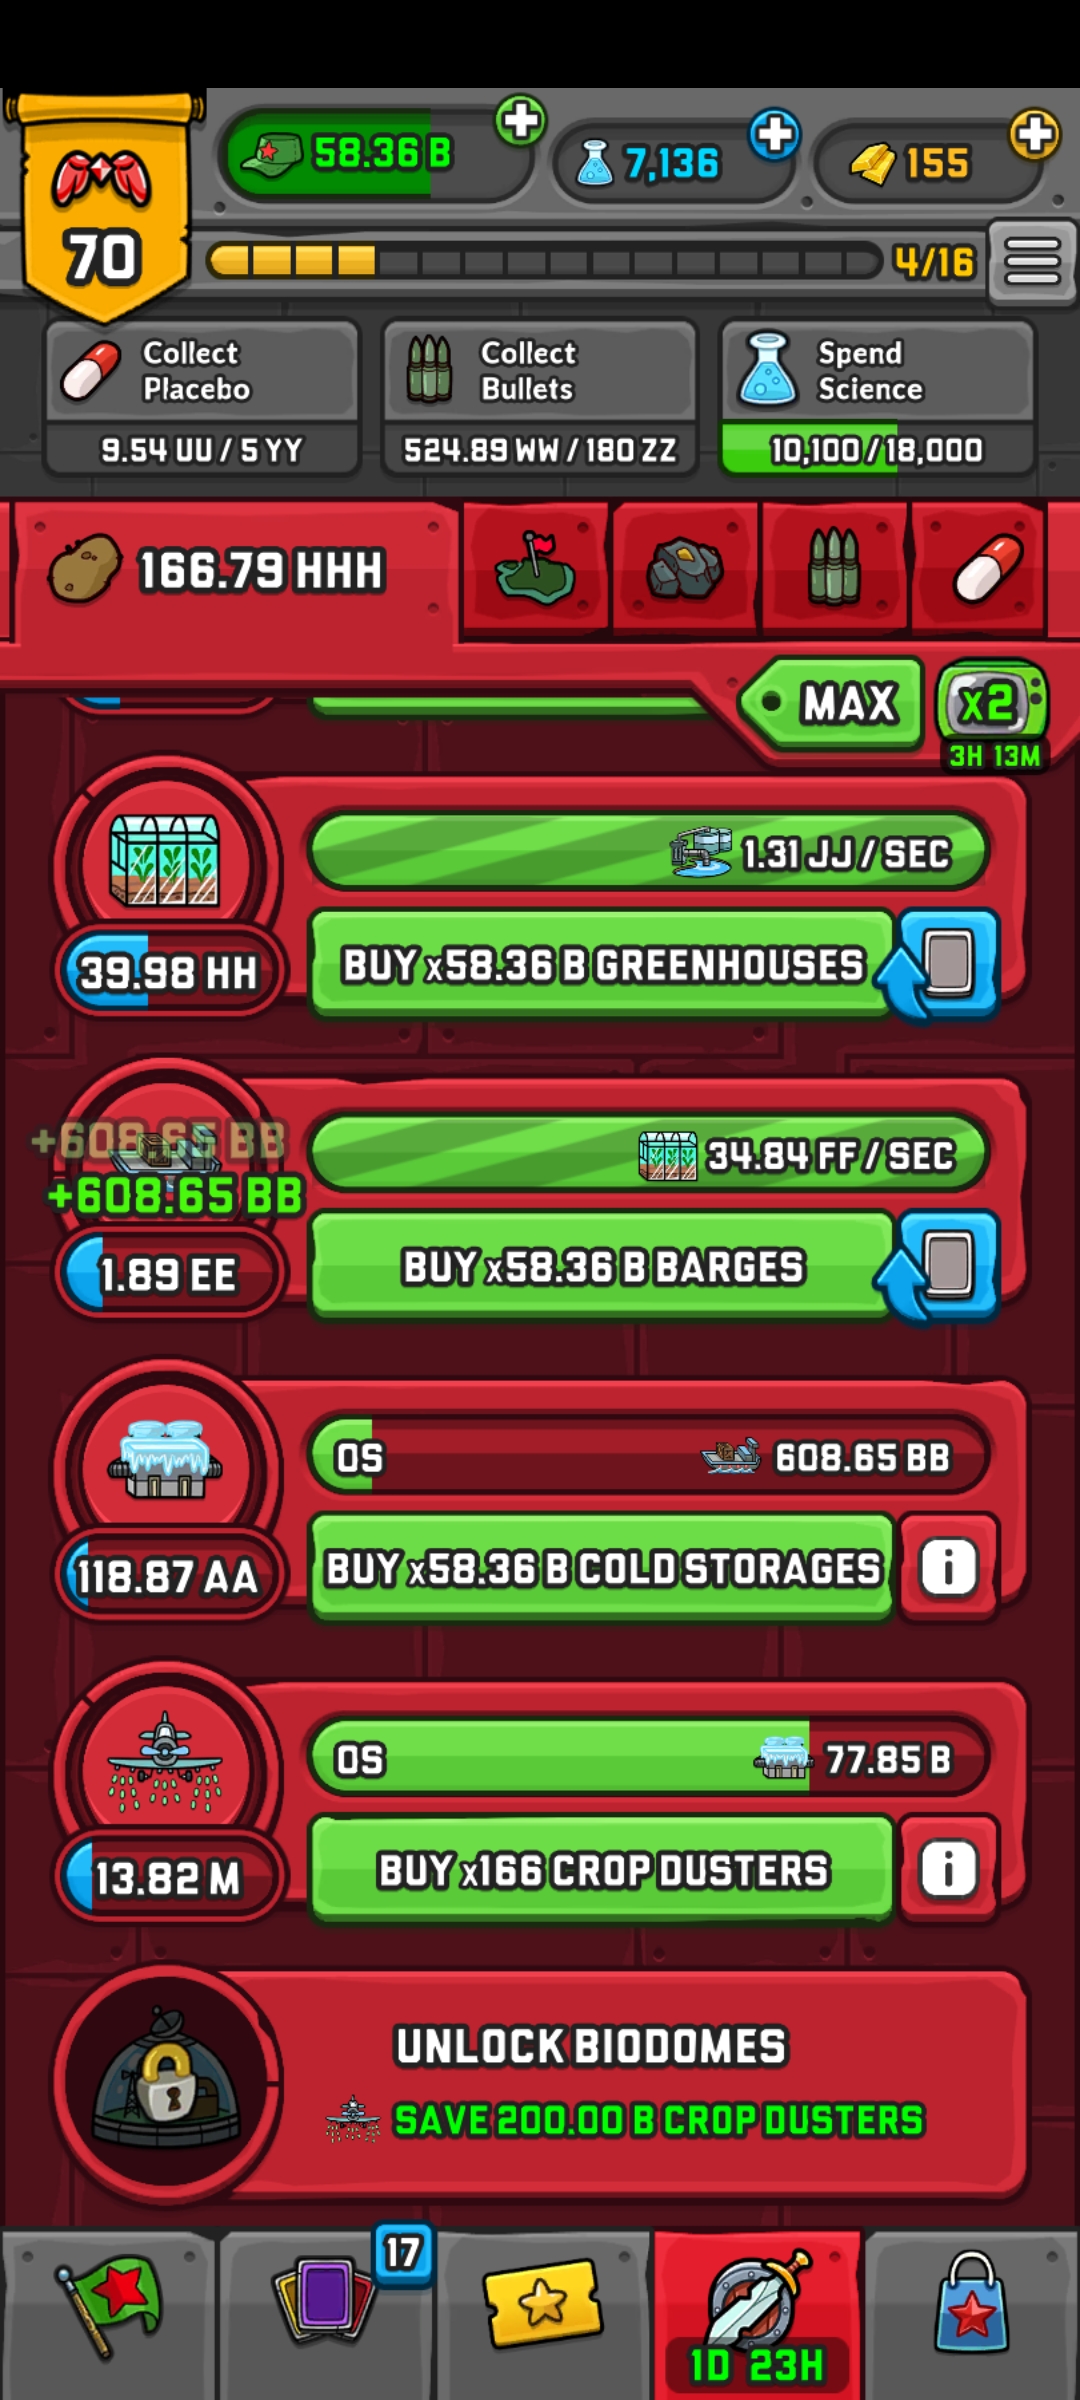 58.36 B
7,136
155
70
4/16
Collect
Placebo
Collect
Bullets
Spend
Science
9.54 UU / 5 YY
524.89 WW / 180 ZZ
10,100 / 18,000
166.79 HHH
MAX
x2
3H 13M
1.31 JJ / SEC
39.98 HH
BUY x58.36 B GREENHOUSES
+608.65 BB
34.84 FF / SEC
+608.65 BB
1.89 EE
BUY x58.36 B BARGES
0S
608.65 BB
118.87 AA
BUY x58.36 B COLD STORAGES
i
0S
77.85 B
13.82 M
BUY x166 CROP DUSTERS
i
UNLOCK BIODOMES
SAVE 200.00 B CROP DUSTERS
17
1D 23H